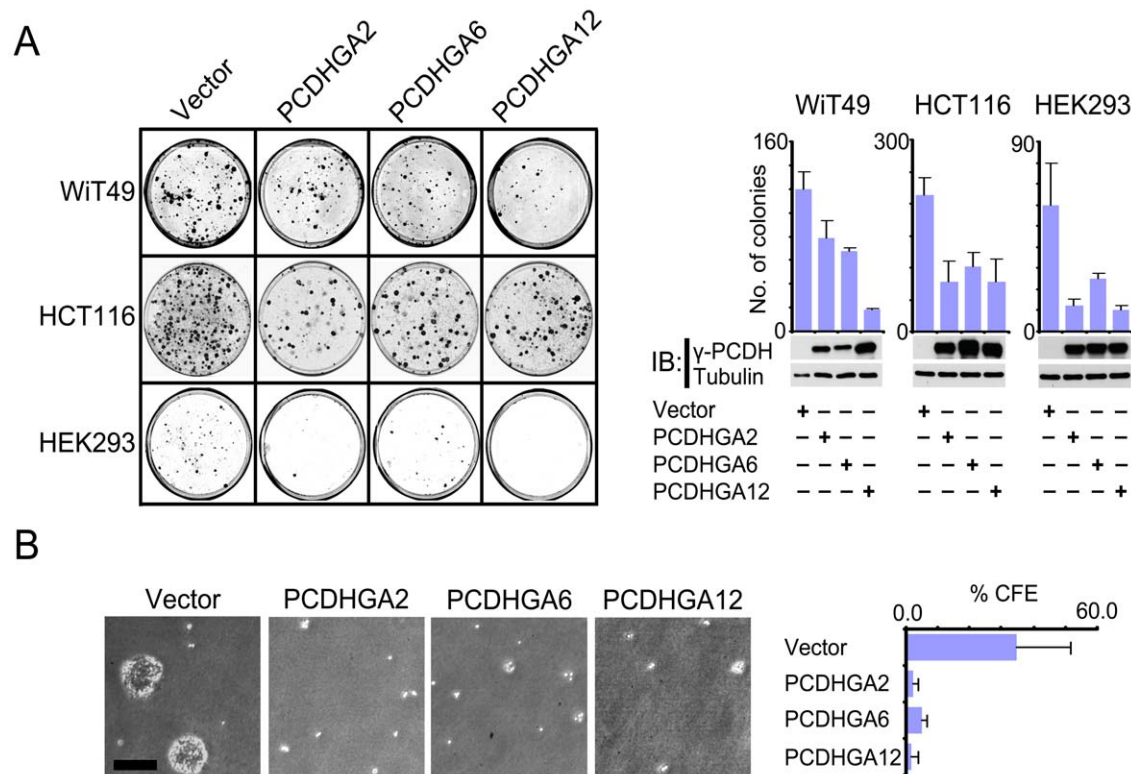 A
Vector
PCDHGA2
PCDHGA6
PCDHGA12
WiT49
HCT116
HEK293
WiT49 HCT116 HEK293
No. of colonies
160
0
300
0
90
0
IB: γ-PCDH
Tubulin
Vector + – – – + – – – + – – –
PCDHGA2 – + – – – + – – – + – –
PCDHGA6 – – + – – – + – – – + –
PCDHGA12 – – – + – – – + – – – +
B
Vector PCDHGA2 PCDHGA6 PCDHGA12
% CFE
0.0 60.0
Vector
PCDHGA2
PCDHGA6
PCDHGA12